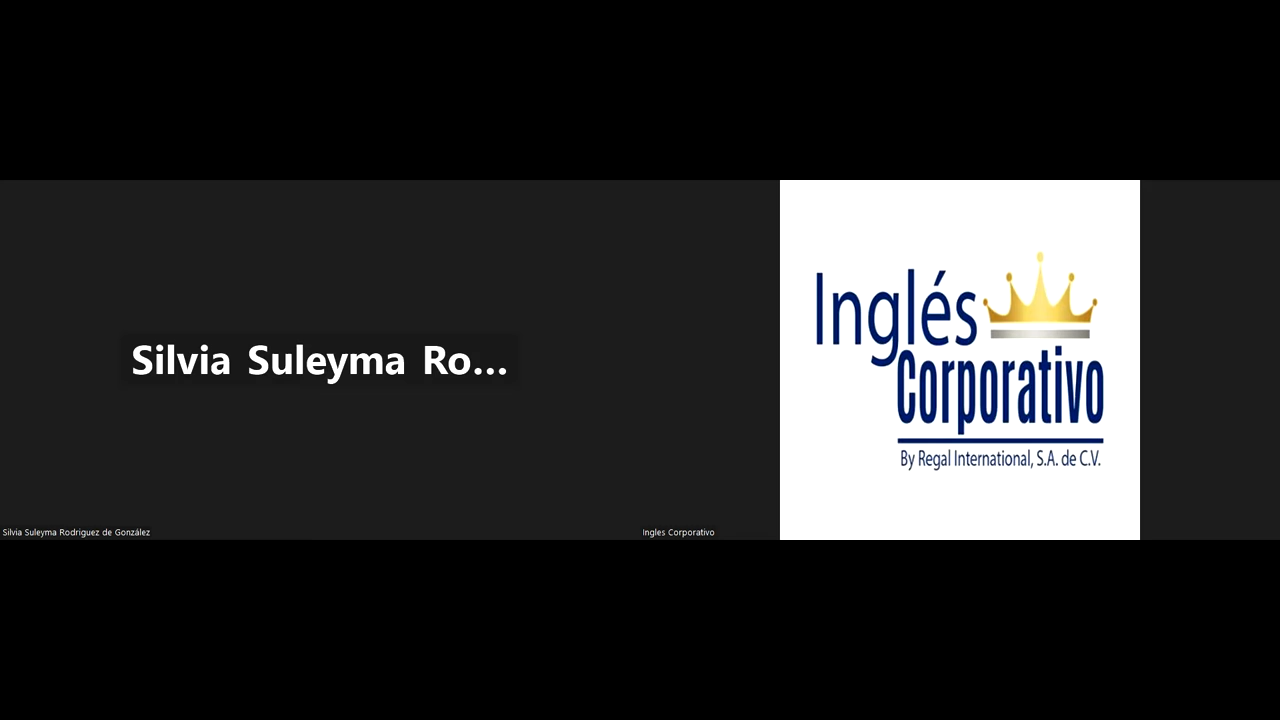 Silvia Suleyma Ro...
Silvia Suleyma Rodriguez de González
Inglés
Corporativo
By Regal International, S.A. de C.V.
Ingles Corporativo